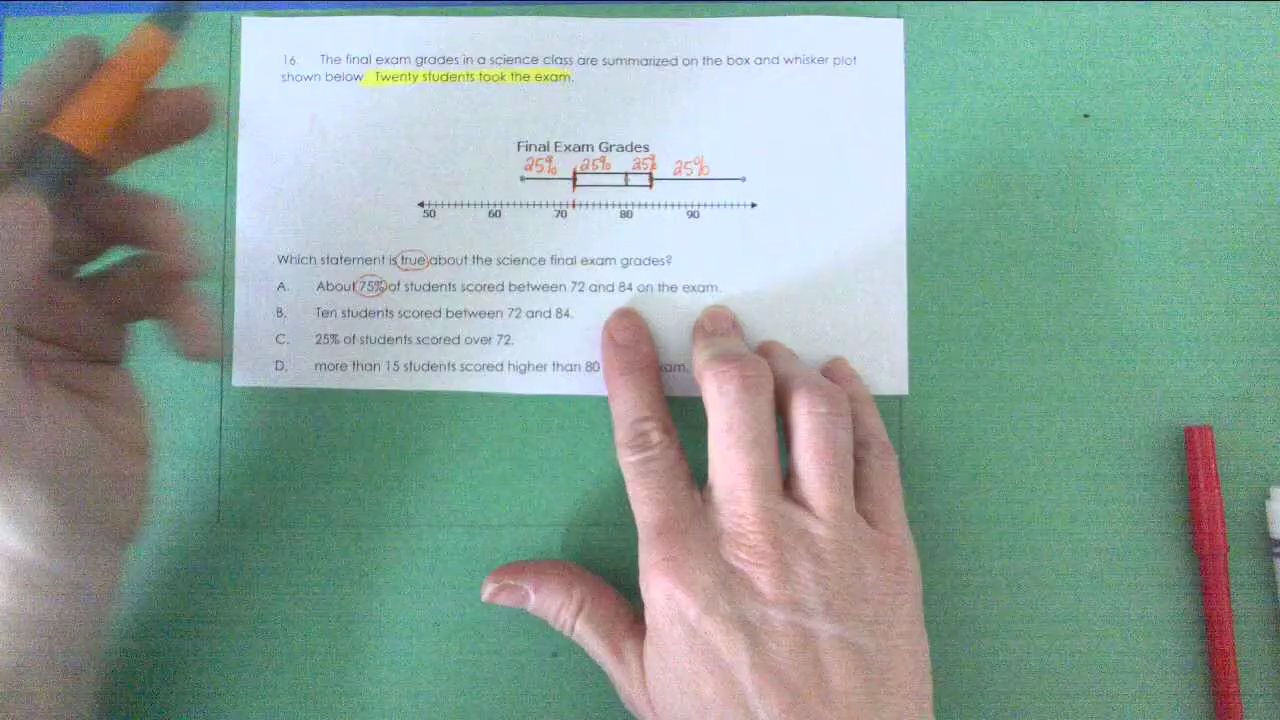 16. The final exam grades in a science class are summarized on the box and whisker plot
shown below. Twenty students took the exam.
Final Exam Grades
25% 25% 25% 25%
50 60 70 80 90
Which statement is true about the science final exam grades?
A. About 75% of students scored between 72 and 84 on the exam.
B. Ten students scored between 72 and 84.
C. 25% of students scored over 72.
D. more than 15 students scored higher than 80